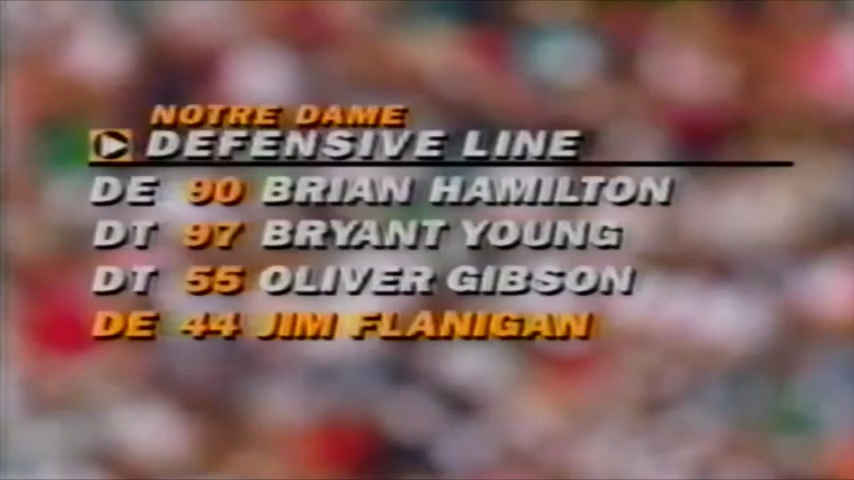 NOTRE DAME
DEFENSIVE LINE
DE 90 BRIAN HAMILTON
DT 97 BRYANT YOUNG
DT 55 OLIVER GIBSON
DE 44 JIM FLANIGAN